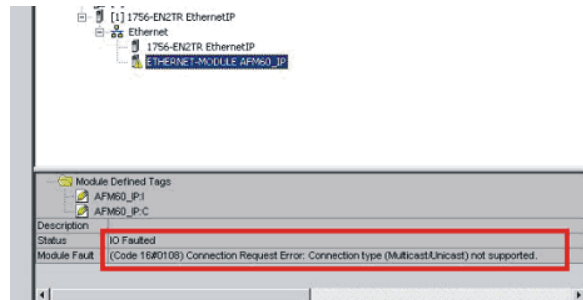 [1] 1756-EN2TR EthernetIP
Ethernet
1756-EN2TR EthernetIP
ETHERNET-MODULE AFM60_IP
Module Defined Tags
AFM60_IP:I
AFM60_IP:C
Description
Status IO Faulted
Module Fault (Code 16#0108) Connection Request Error: Connection type (Multicast/Unicast) not supported.